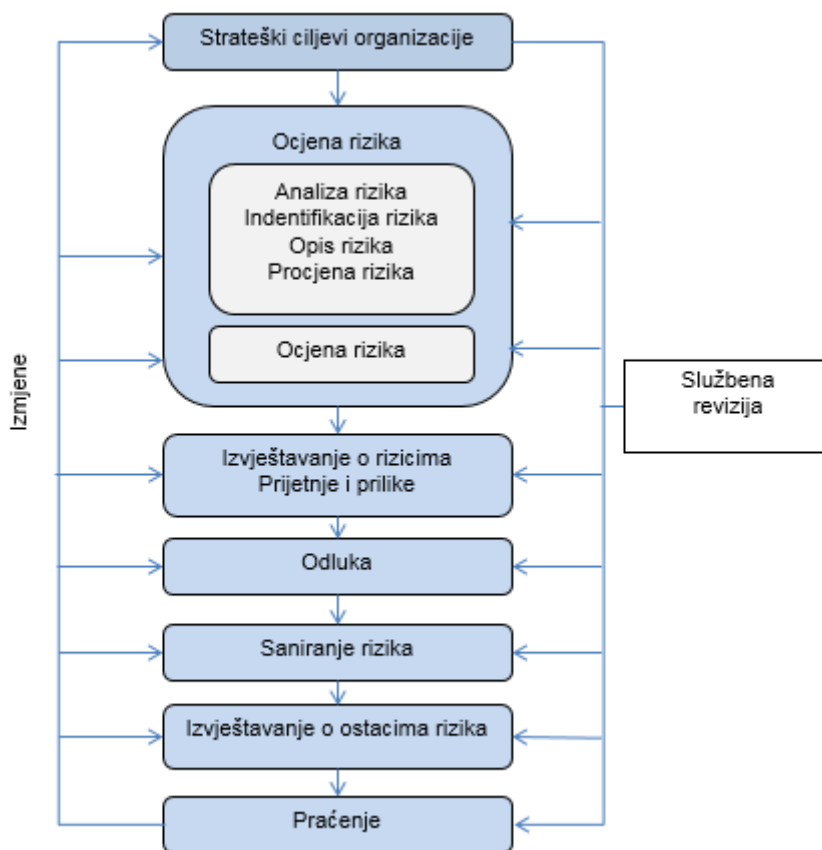 Strateški ciljevi organizacije
Ocjena rizika
Analiza rizika
Indentifikacija rizika
Opis rizika
Procjena rizika
Ocjena rizika
Izmjene
Službena
revizija
Izvještavanje o rizicima
Prijetnje i prilike
Odluka
Saniranje rizika
Izvještavanje o ostacima rizika
Praćenje